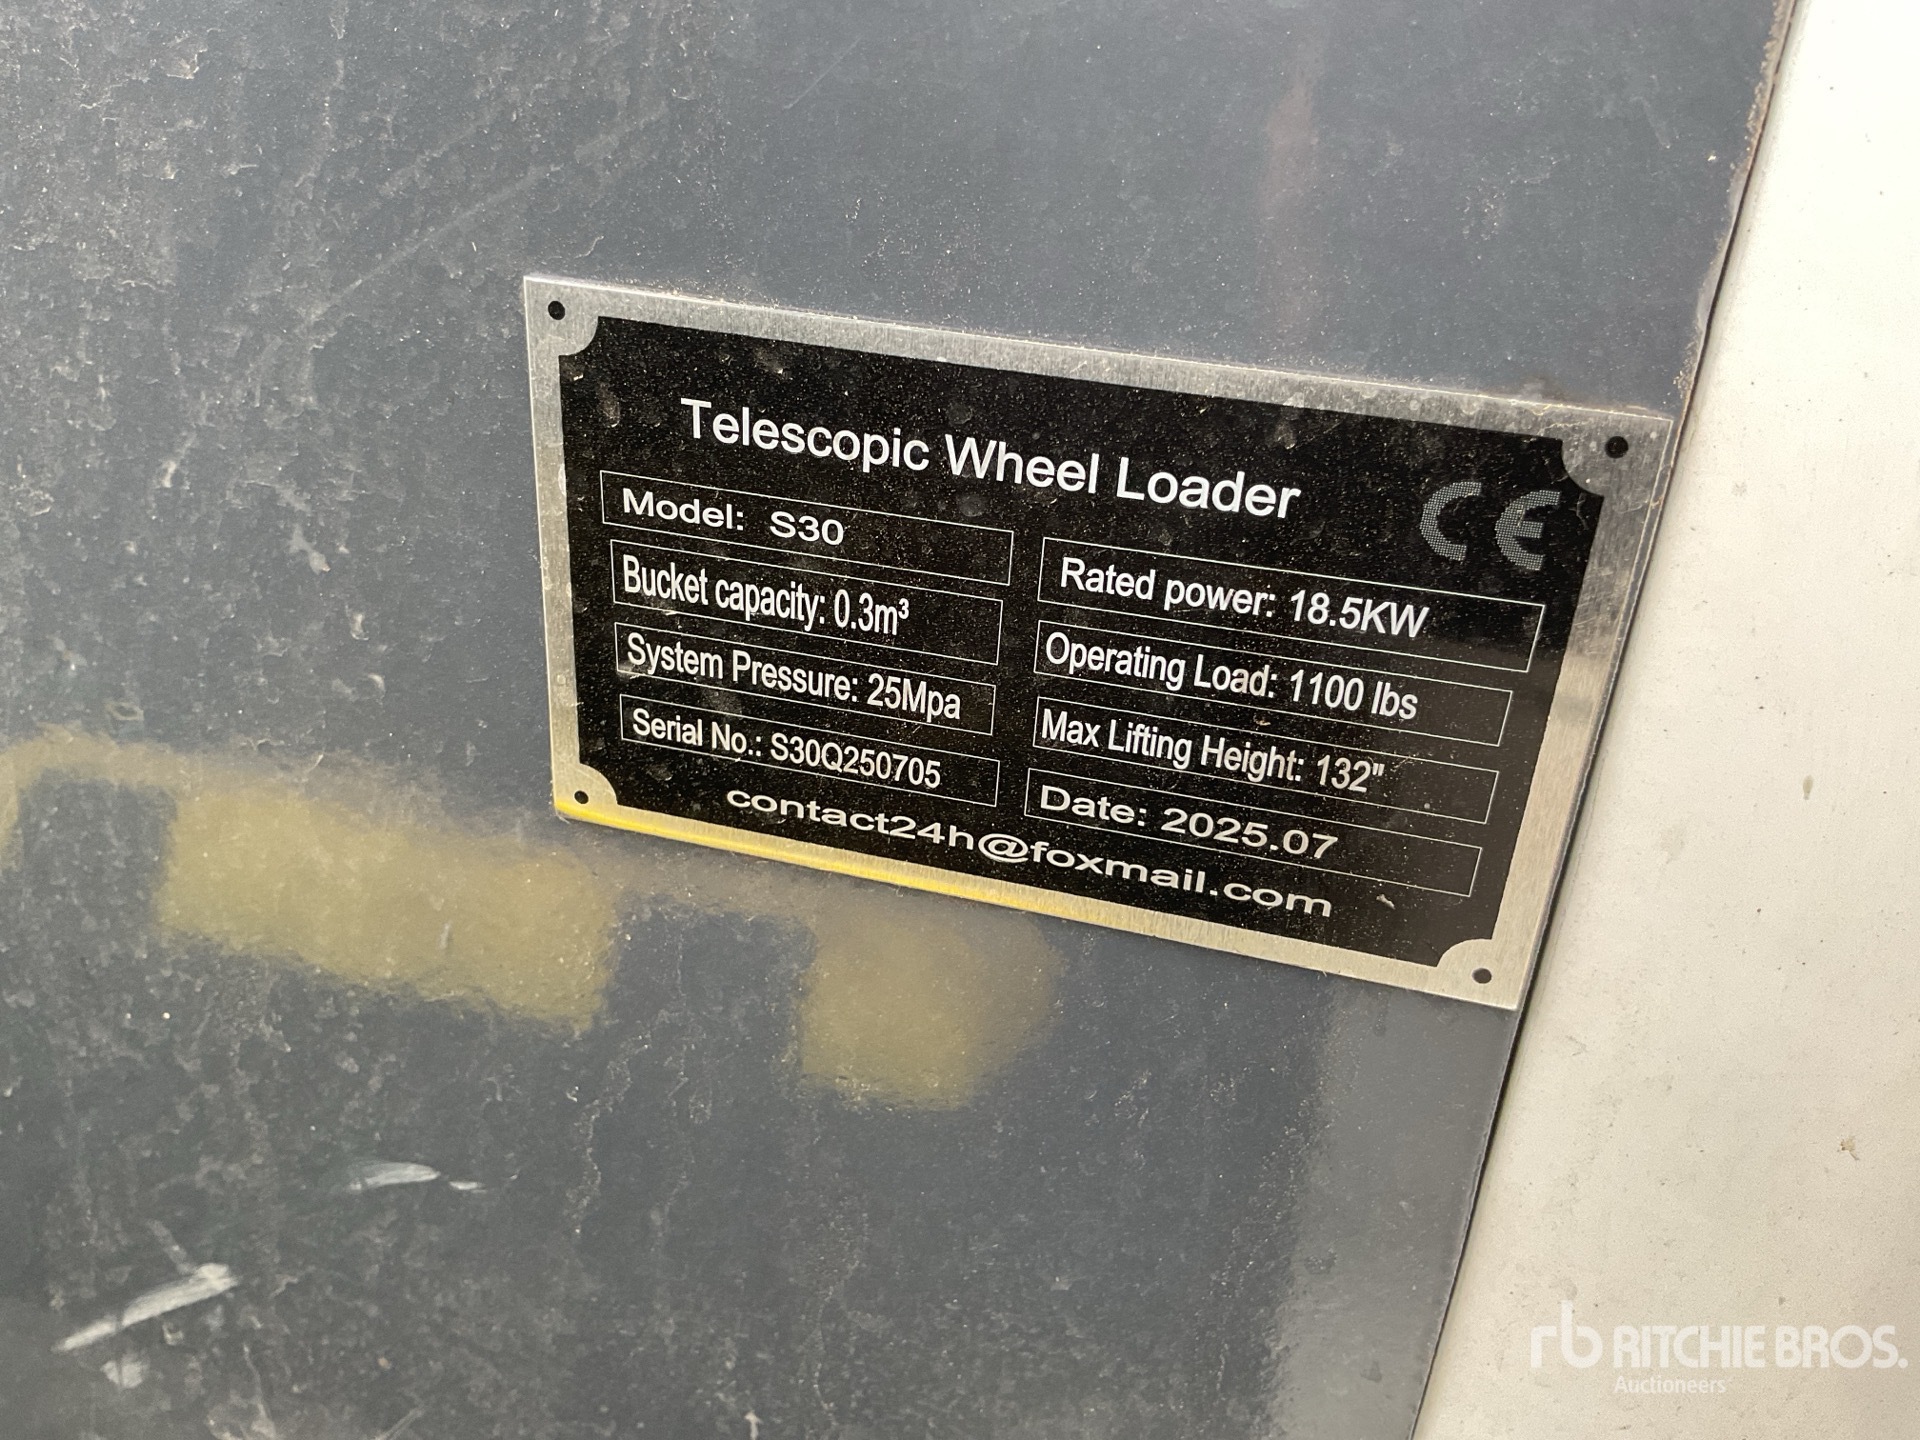 Telescopic Wheel Loader
CE
Model: S30
Rated power: 18.5KW
Bucket capacity: 0.3m³
Operating Load: 1100 lbs
System Pressure: 25Mpa
Max Lifting Height: 132"
Serial No.: S30Q250705
Date: 2025.07
contact24h@foxmail.com
rb RITCHIE BROS.
Auctioneers